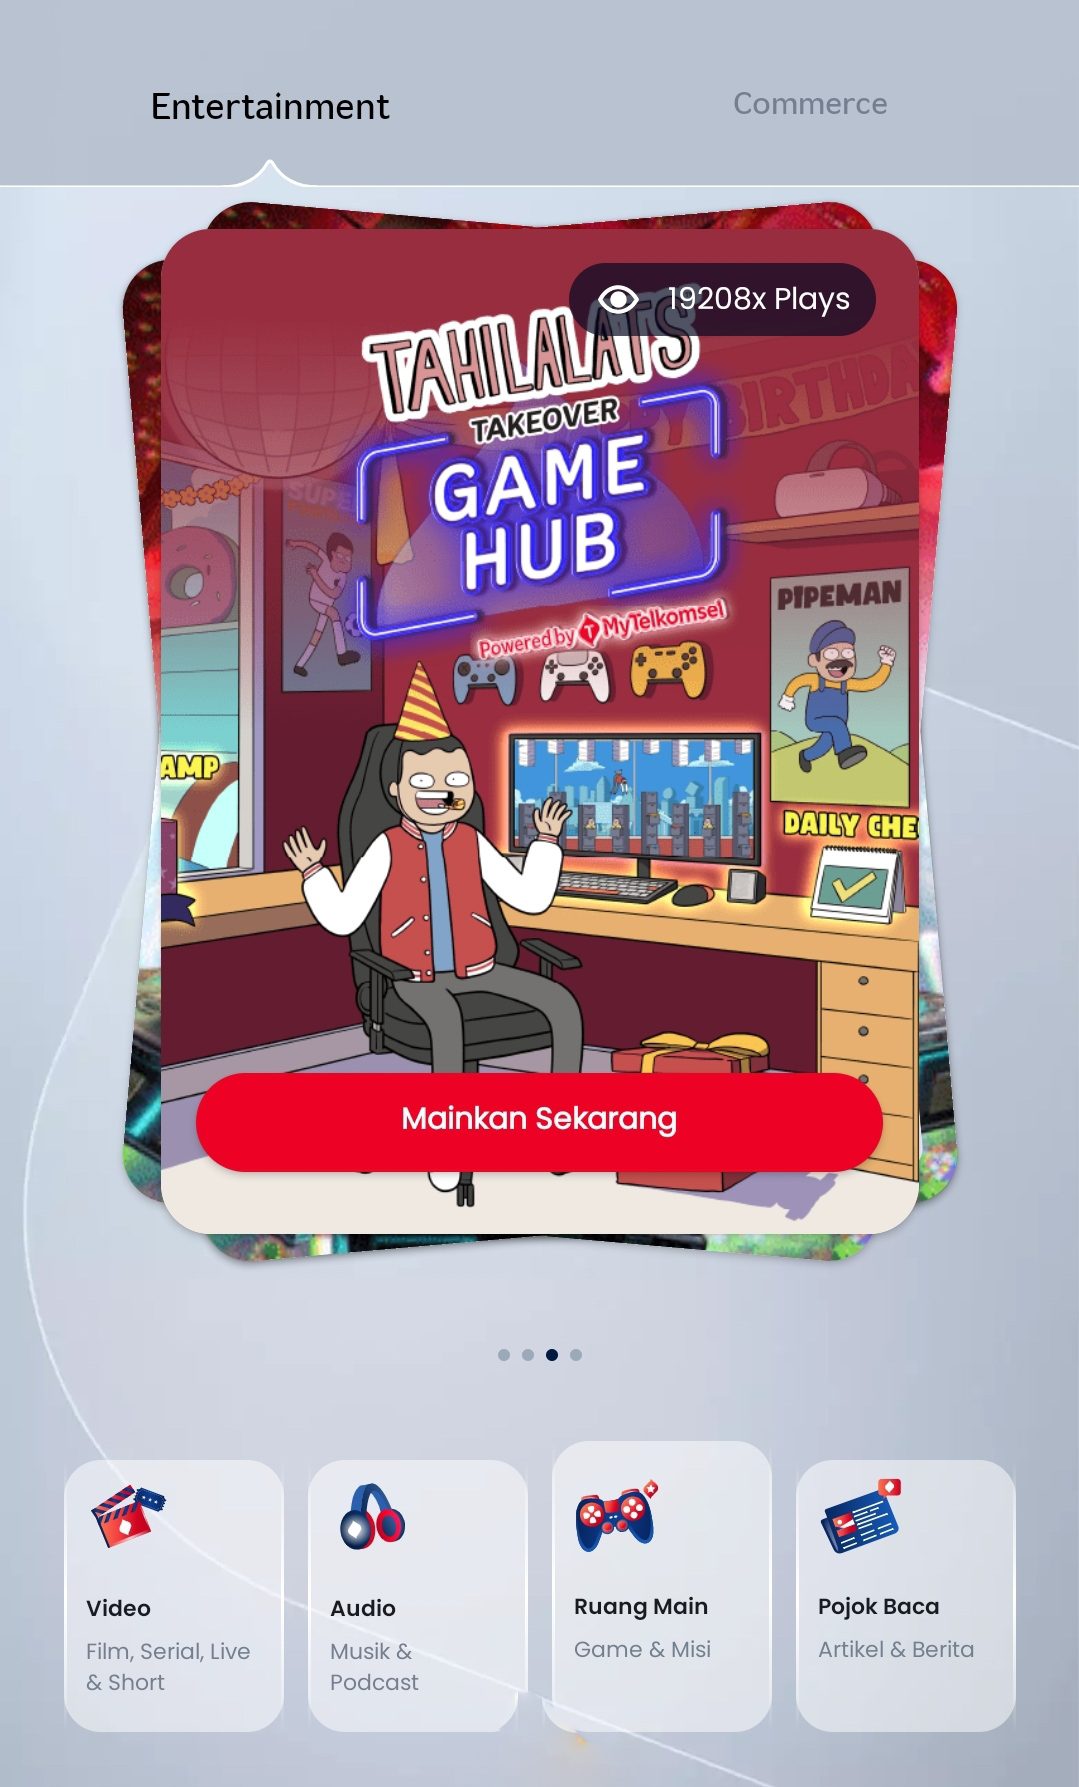 Entertainment
Commerce
19208x Plays
TAHILALATS
TAKEOVER
GAME
HUB
Powered by MyTelkomsel
BIRTHDA
SUPE
PIPEMAN
AMP
DAILY CHE
Mainkan Sekarang
Video
Film, Serial, Live
& Short
Audio
Musik &
Podcast
Ruang Main
Game & Misi
Pojok Baca
Artikel & Berita